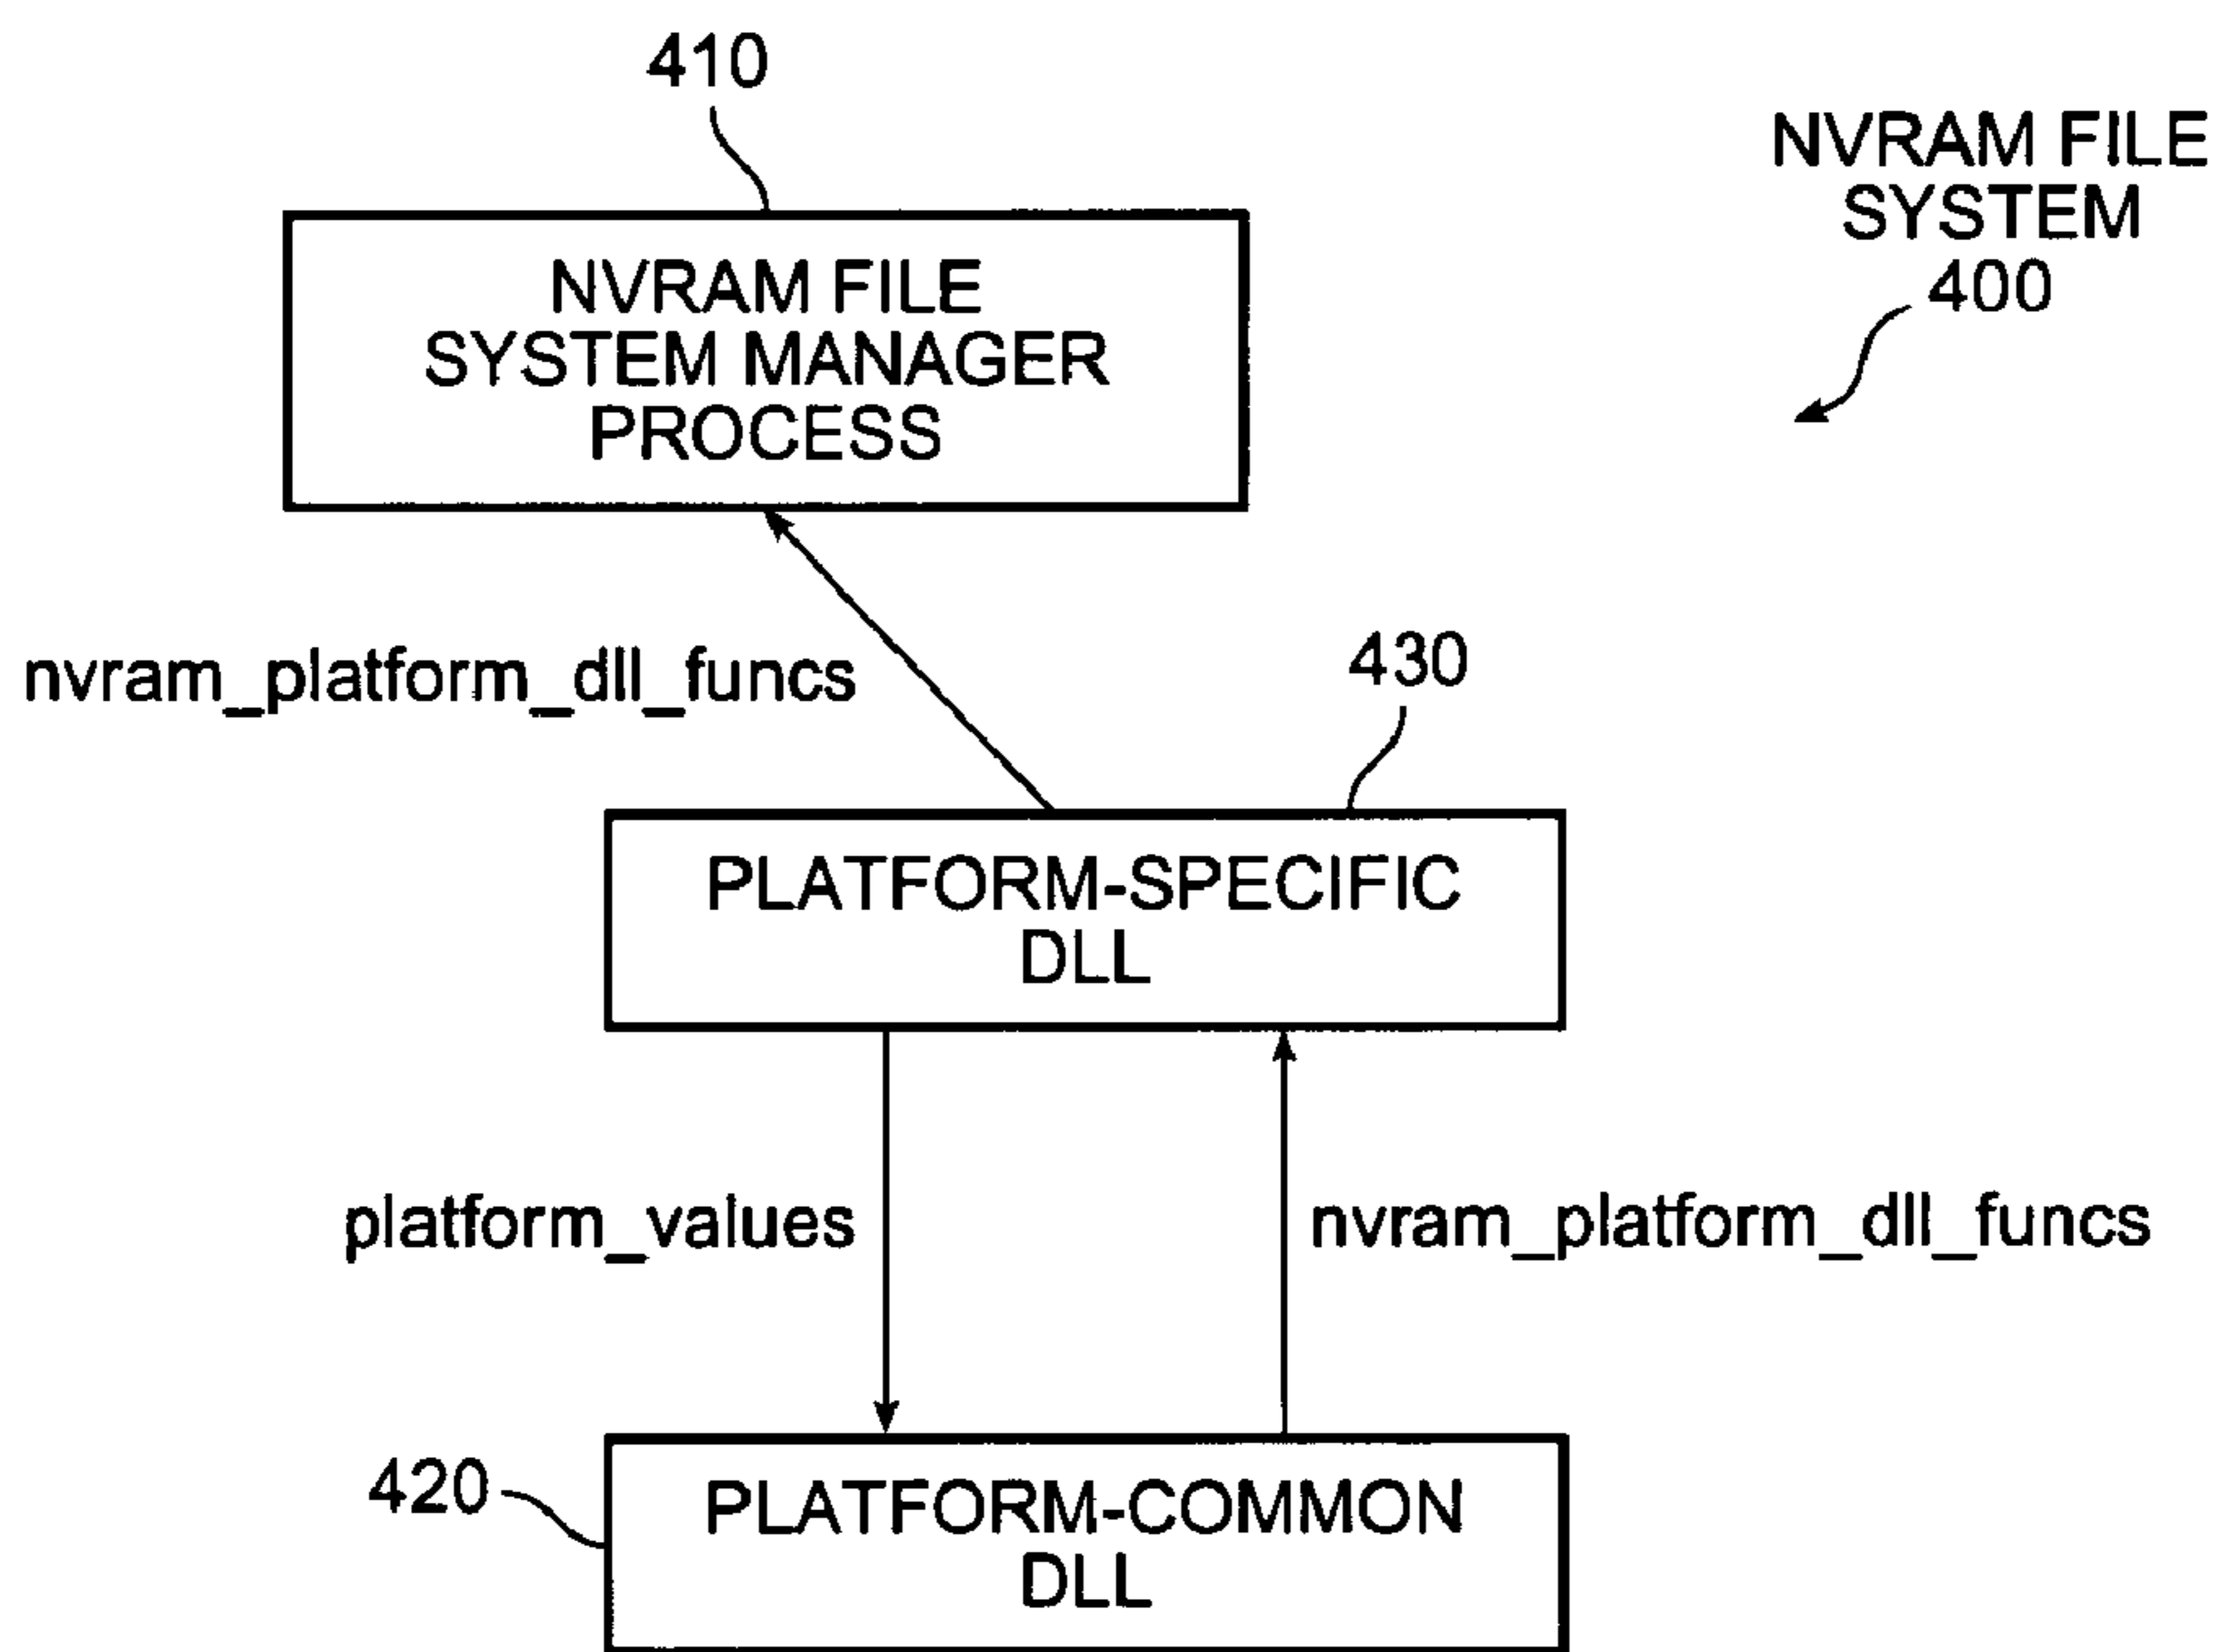 410
NVRAM FILE
SYSTEM
400
NVRAM FILE
SYSTEM MANAGER
PROCESS
nvram_platform_dll_funcs
430
PLATFORM-SPECIFIC
DLL
platform_values
nvram_platform_dll_funcs
420
PLATFORM-COMMON
DLL